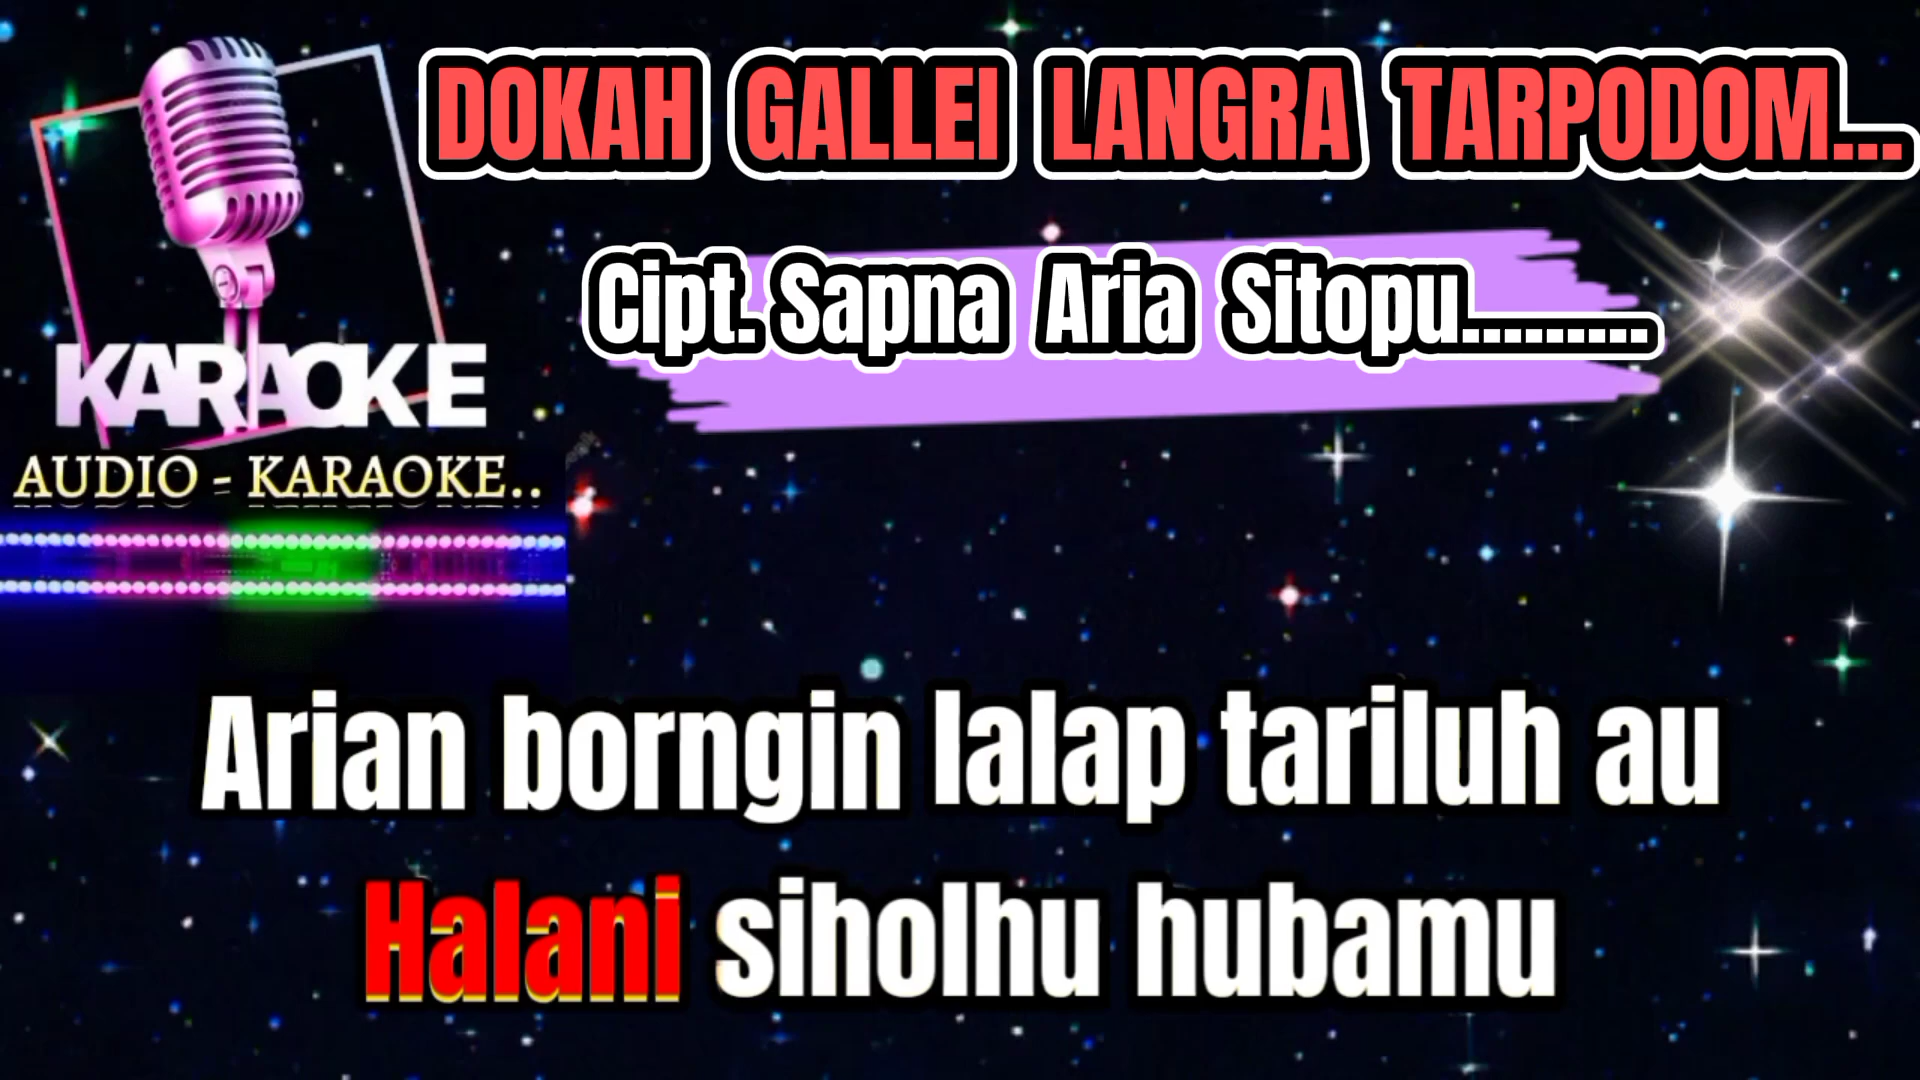 DOKAH GALLEI LANGRA TARPODOM...
Cipt. Sapna Aria Sitopu.........
KARAOKE
AUDIO - KARAOKE..
Arian borngin lalap tariluh au
Halani siholhu hubamu